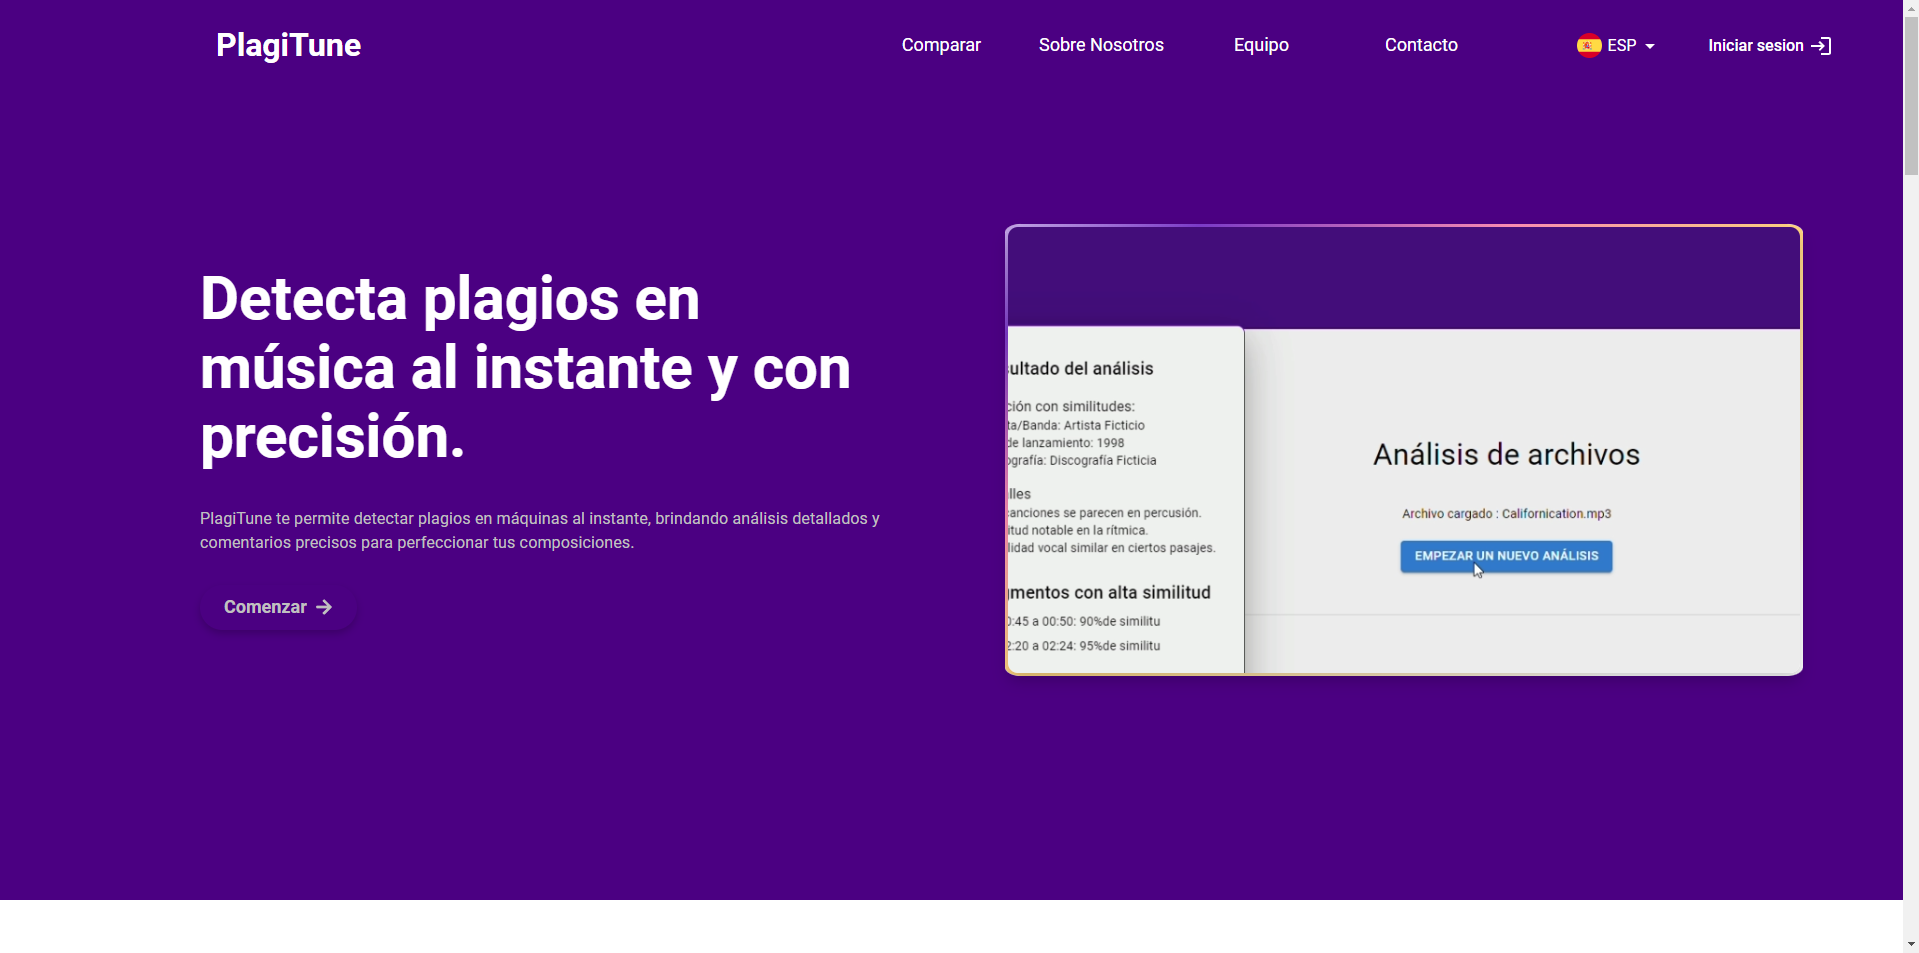 PlagiTune
Comparar
Sobre Nosotros
Equipo
Contacto
ESP
Iniciar sesion
Detecta plagios en
música al instante y con
precisión.
PlagiTune te permite detectar plagios en máquinas al instante, brindando análisis detallados y
comentarios precisos para perfeccionar tus composiciones.
Comenzar
ultado del análisis
ción con similitudes:
ta/Banda: Artista Ficticio
de lanzamiento: 1998
ografía: Discografía Ficticia
lles
canciones se parecen en percusión.
itud notable en la rítmica.
lidad vocal similar en ciertos pasajes.
mentos con alta similitud
0:45 a 00:50: 90%de similitu
2:20 a 02:24: 95%de similitu
Análisis de archivos
Archivo cargado : Californication.mp3
EMPEZAR UN NUEVO ANÁLISIS